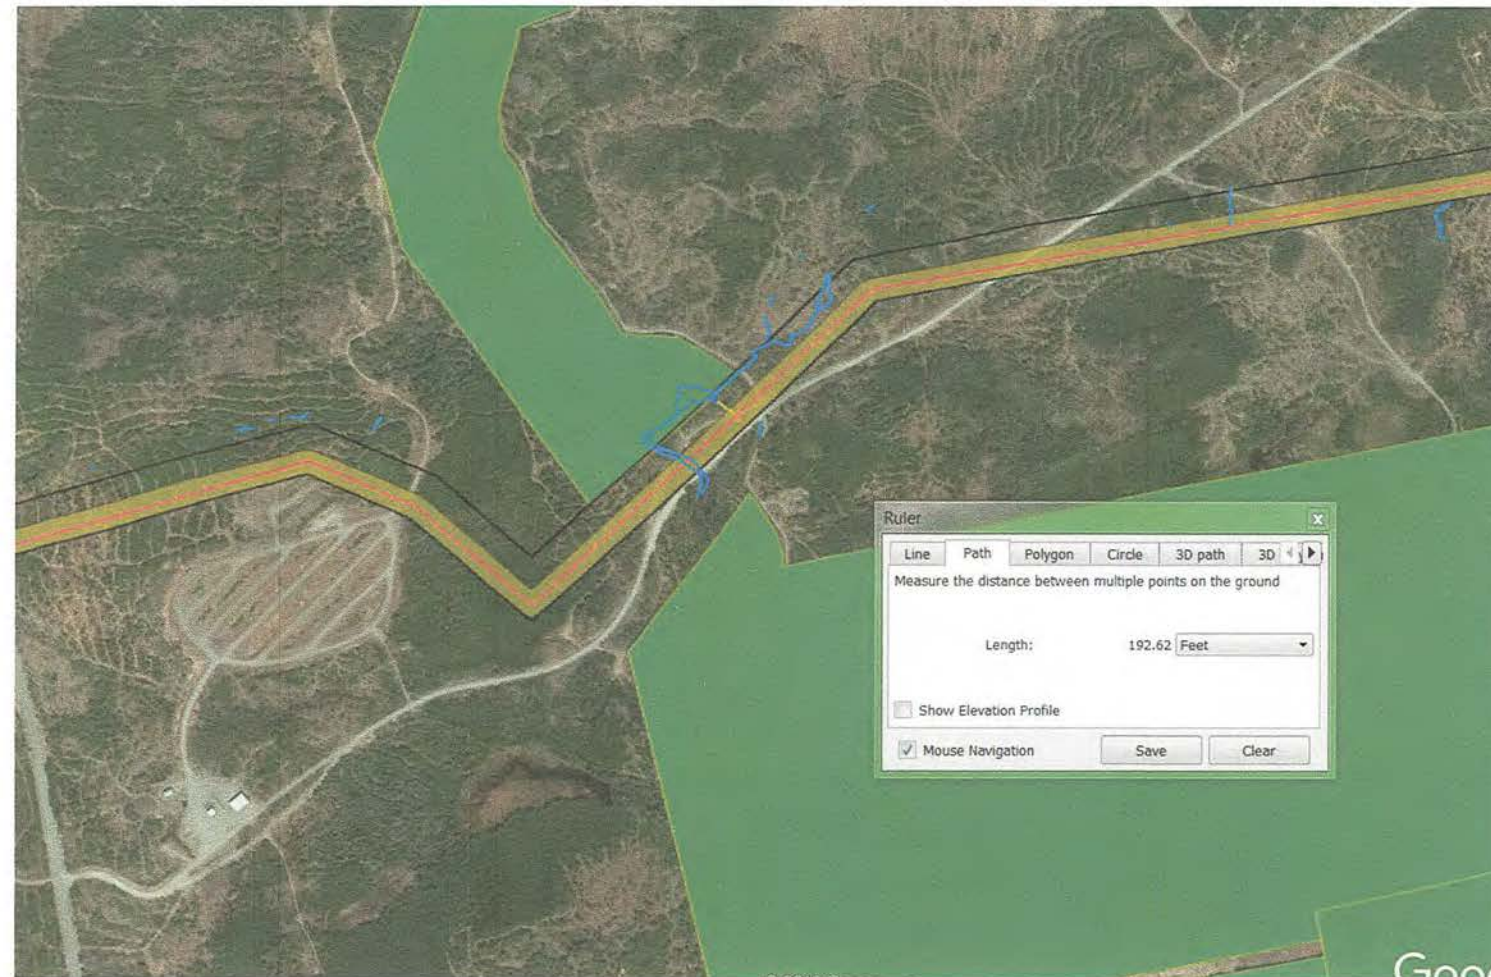 Ruler
Line Path Polygon Circle 3D path 3D
Measure the distance between multiple points on the ground
Length: 192.62 Feet
Show Elevation Profile
Mouse Navigation Save Clear